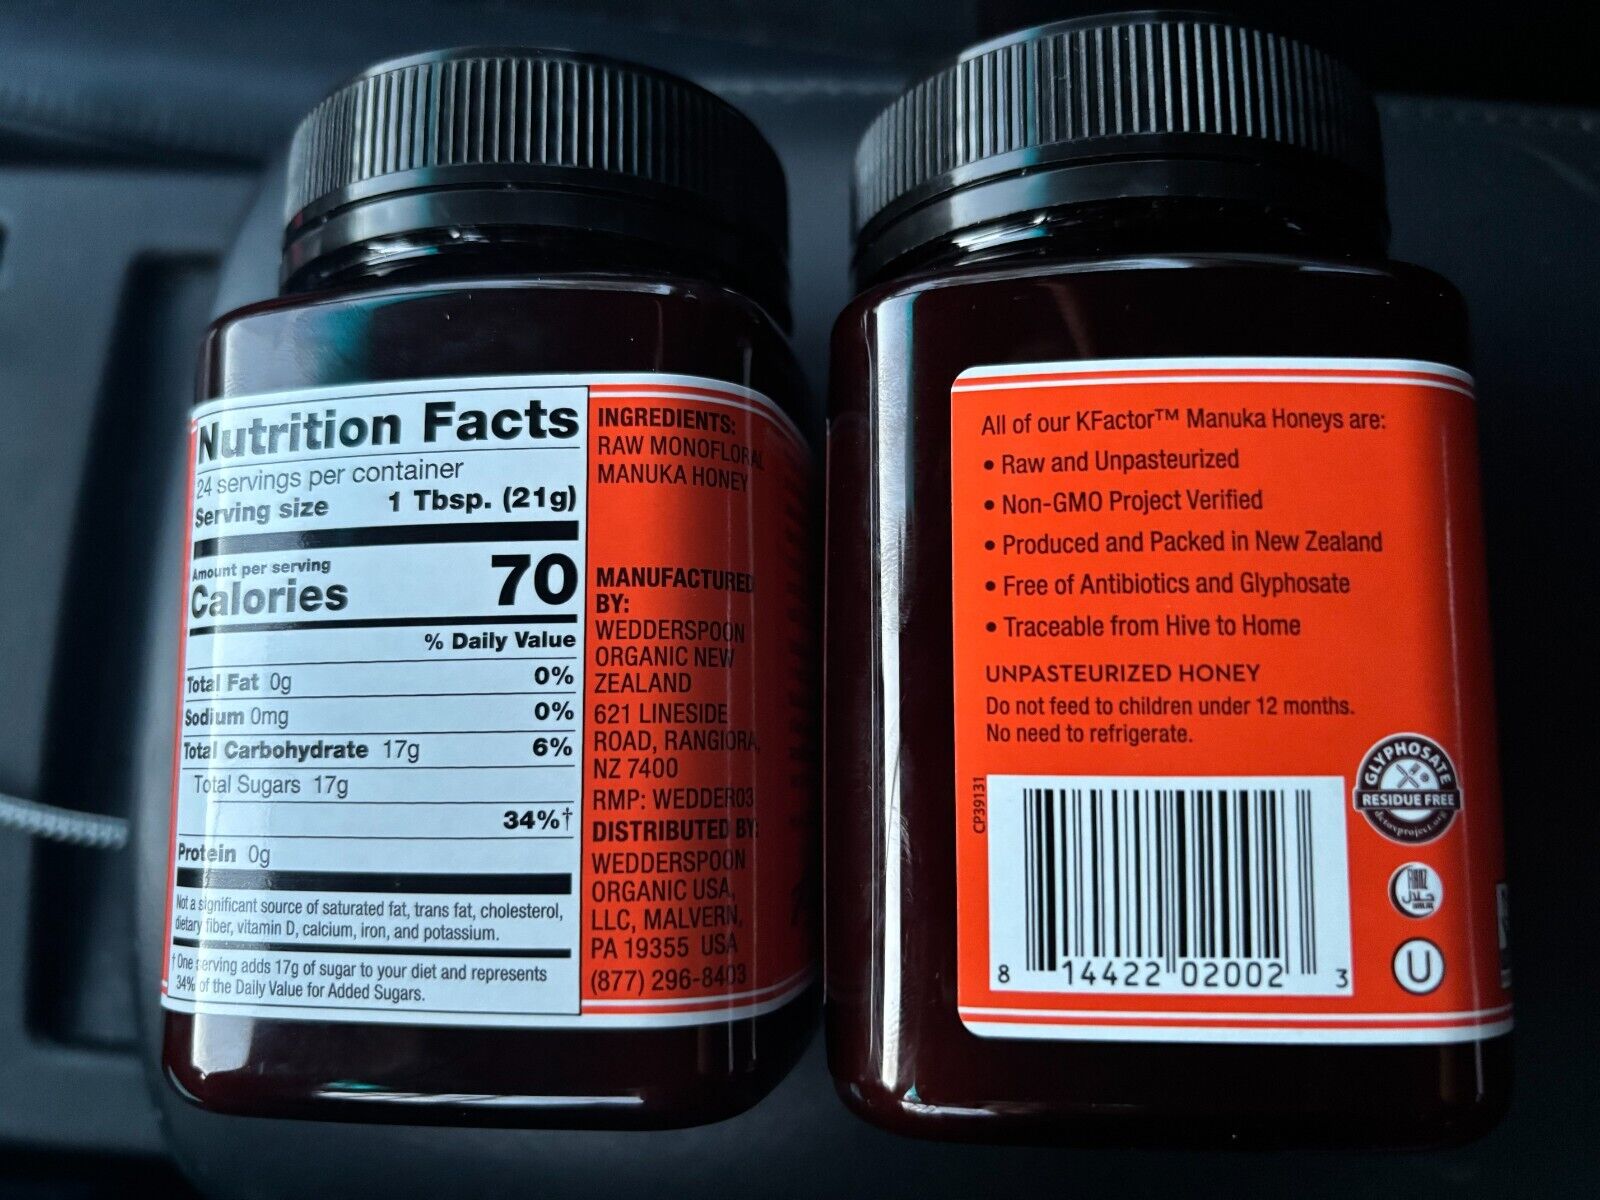 Nutrition Facts
24 servings per container
Serving size 1 Tbsp. (21g)
Amount per serving
Calories 70
% Daily Value
Total Fat 0g 0%
Sodium 0mg 0%
Total Carbohydrate 17g 6%
Total Sugars 17g
34%†
Protein 0g
Not a significant source of saturated fat, trans fat, cholesterol,
dietary fiber, vitamin D, calcium, iron, and potassium.
† One serving adds 17g of sugar to your diet and represents
34% of the Daily Value for Added Sugars.
INGREDIENTS:
RAW MONOFLORAL
MANUKA HONEY
MANUFACTURED
BY:
WEDDERSPOON
ORGANIC NEW
ZEALAND
621 LINESIDE
ROAD, RANGIORA,
NZ 7400
RMP: WEDDER03
DISTRIBUTED BY:
WEDDERSPOON
ORGANIC USA,
LLC, MALVERN,
PA 19355 USA
(877) 296-8403
All of our KFactor™ Manuka Honeys are:
• Raw and Unpasteurized
• Non-GMO Project Verified
• Produced and Packed in New Zealand
• Free of Antibiotics and Glyphosate
• Traceable from Hive to Home
UNPASTEURIZED HONEY
Do not feed to children under 12 months.
No need to refrigerate.
CP39131
8 14422 02002 3
GLYPHOSATE
RESIDUE FREE
detoxproject.org
حلال
U